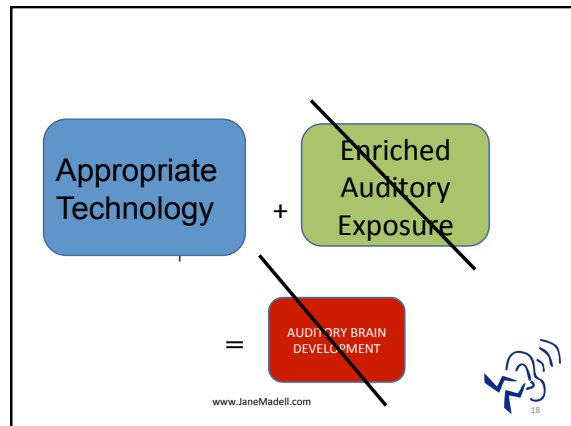 Appropriate
Technology
+
Enriched
Auditory
Exposure
=
AUDITORY BRAIN
DEVELOPMENT
www.JaneMadell.com
18